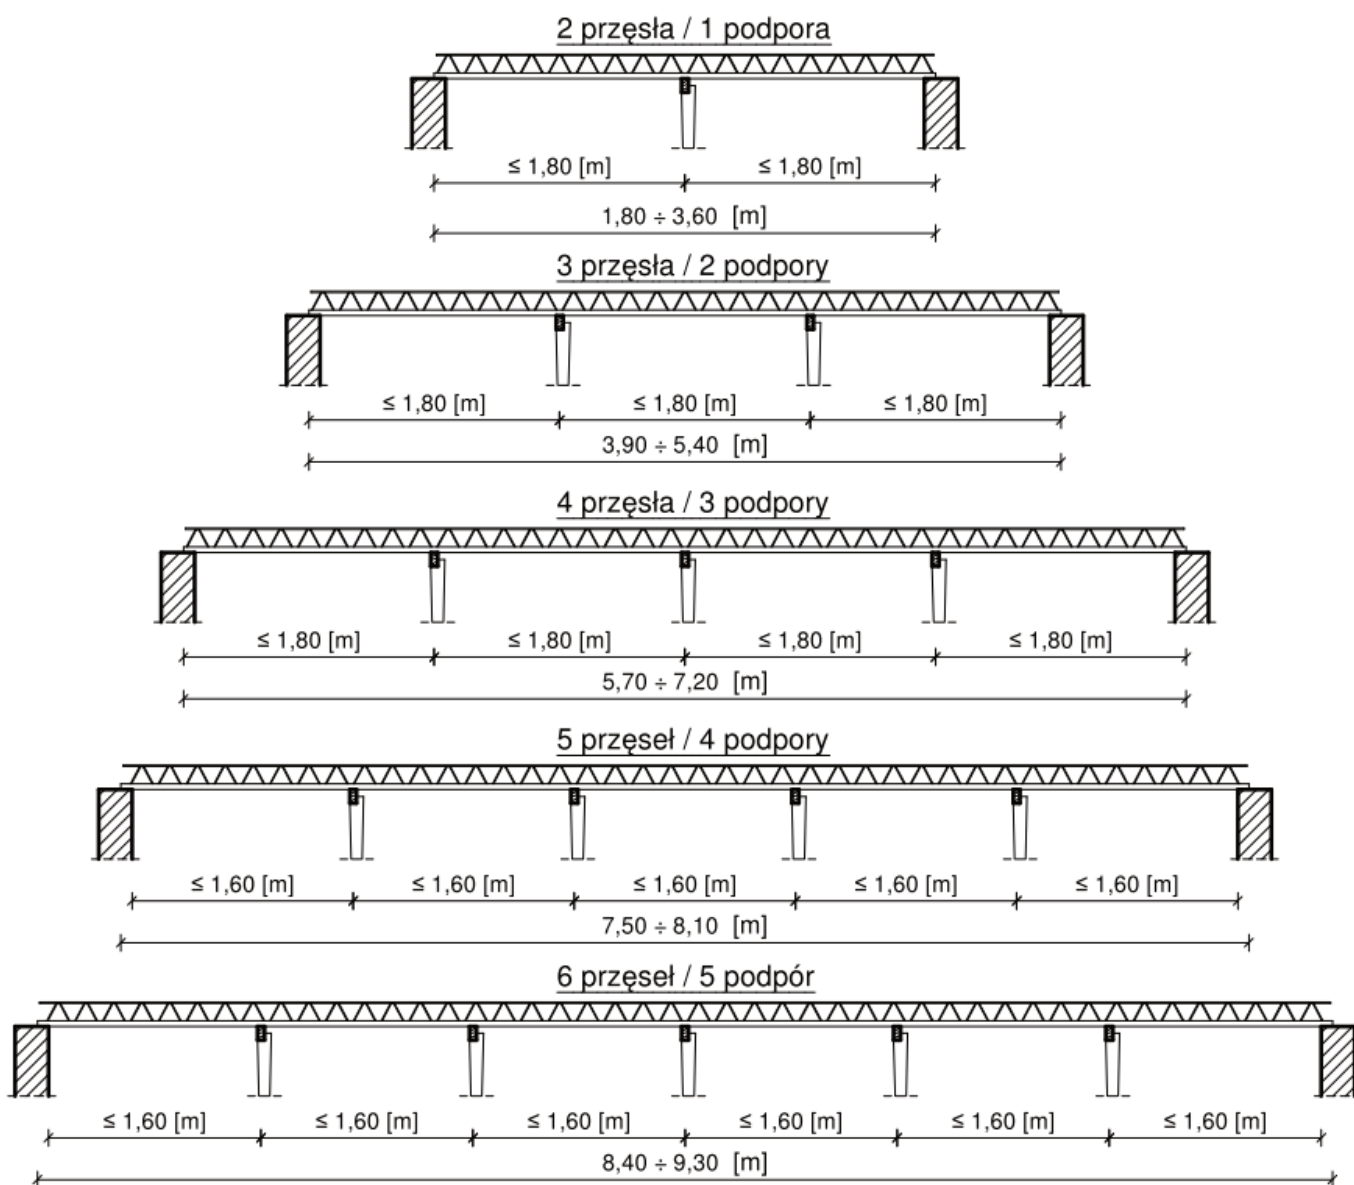 2 przęsła / 1 podpora
≤ 1,80 [m] ≤ 1,80 [m]
1,80 ÷ 3,60 [m]
3 przęsła / 2 podpory
≤ 1,80 [m] ≤ 1,80 [m] ≤ 1,80 [m]
3,90 ÷ 5,40 [m]
4 przęsła / 3 podpory
≤ 1,80 [m] ≤ 1,80 [m] ≤ 1,80 [m] ≤ 1,80 [m]
5,70 ÷ 7,20 [m]
5 przęseł / 4 podpory
≤ 1,60 [m] ≤ 1,60 [m] ≤ 1,60 [m] ≤ 1,60 [m] ≤ 1,60 [m]
7,50 ÷ 8,10 [m]
6 przęseł / 5 podpór
≤ 1,60 [m] ≤ 1,60 [m] ≤ 1,60 [m] ≤ 1,60 [m] ≤ 1,60 [m] ≤ 1,60 [m]
8,40 ÷ 9,30 [m]